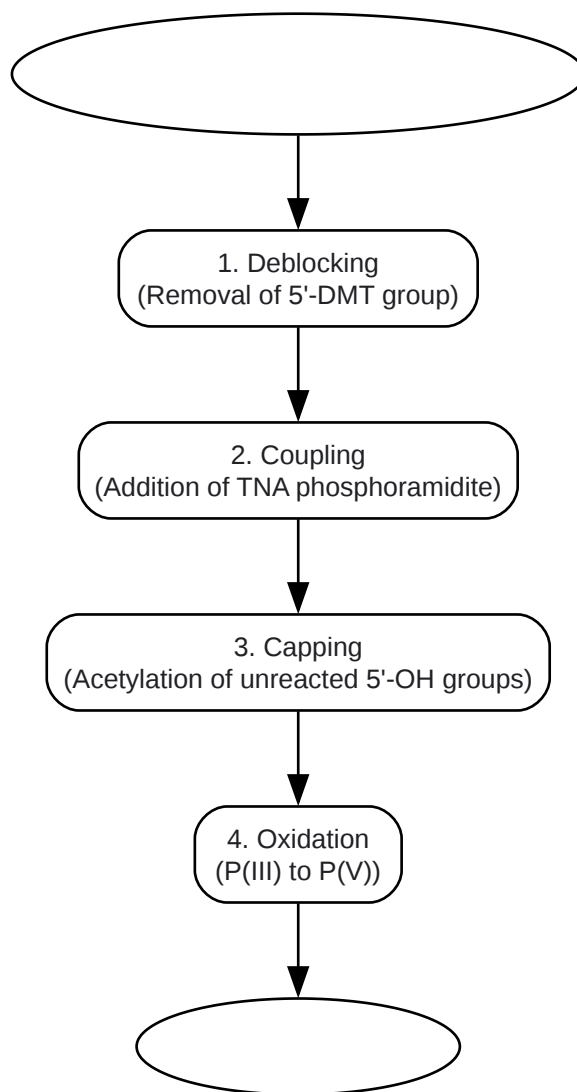 1. Deblocking
(Removal of 5'-DMT group)
2. Coupling
(Addition of TNA phosphoramidite)
3. Capping
(Acetylation of unreacted 5'-OH groups)
4. Oxidation
(P(III) to P(V))